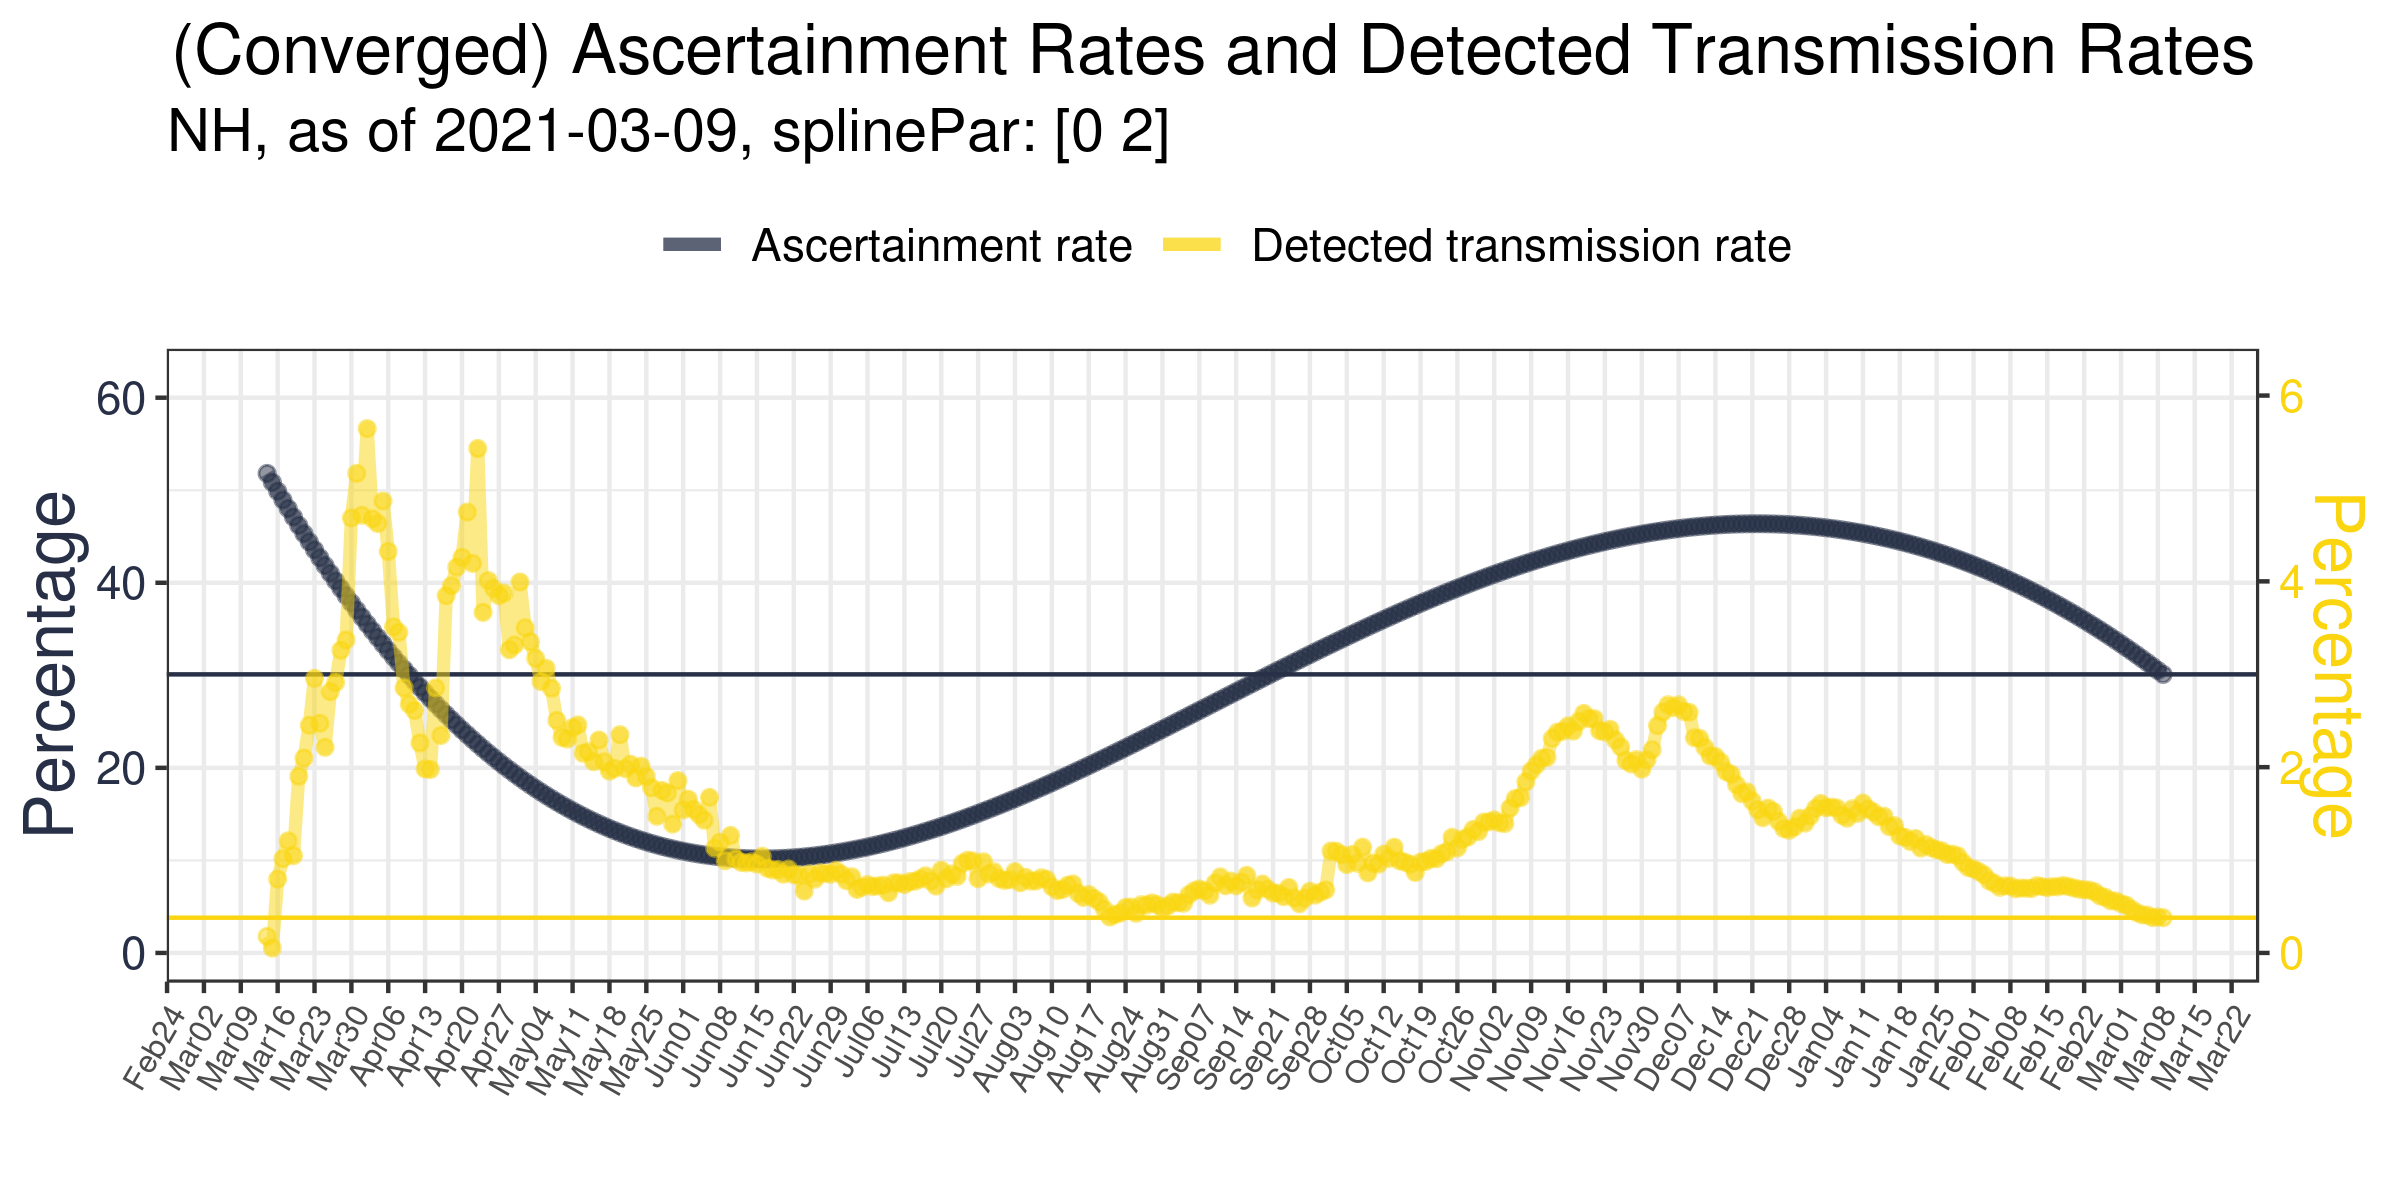 (Converged) Ascertainment Rates and Detected Transmission Rates
NH, as of 2021-03-09, splinePar: [0 2]
Ascertainment rate Detected transmission rate
Percentage
60
40
20
0
6
4
2
0
Percentage
Feb24 Mar02 Mar09 Mar16 Mar23 Mar30 Apr06 Apr13 Apr20 Apr27 May04 May11 May18 May25 Jun01 Jun08 Jun15 Jun22 Jun29 Jul06 Jul13 Jul20 Jul27 Aug03 Aug10 Aug17 Aug24 Aug31 Sep07 Sep14 Sep21 Sep28 Oct05 Oct12 Oct19 Oct26 Nov02 Nov09 Nov16 Nov23 Nov30 Dec07 Dec14 Dec21 Dec28 Jan04 Jan11 Jan18 Jan25 Feb01 Feb08 Feb15 Feb22 Mar01 Mar08 Mar15 Mar22